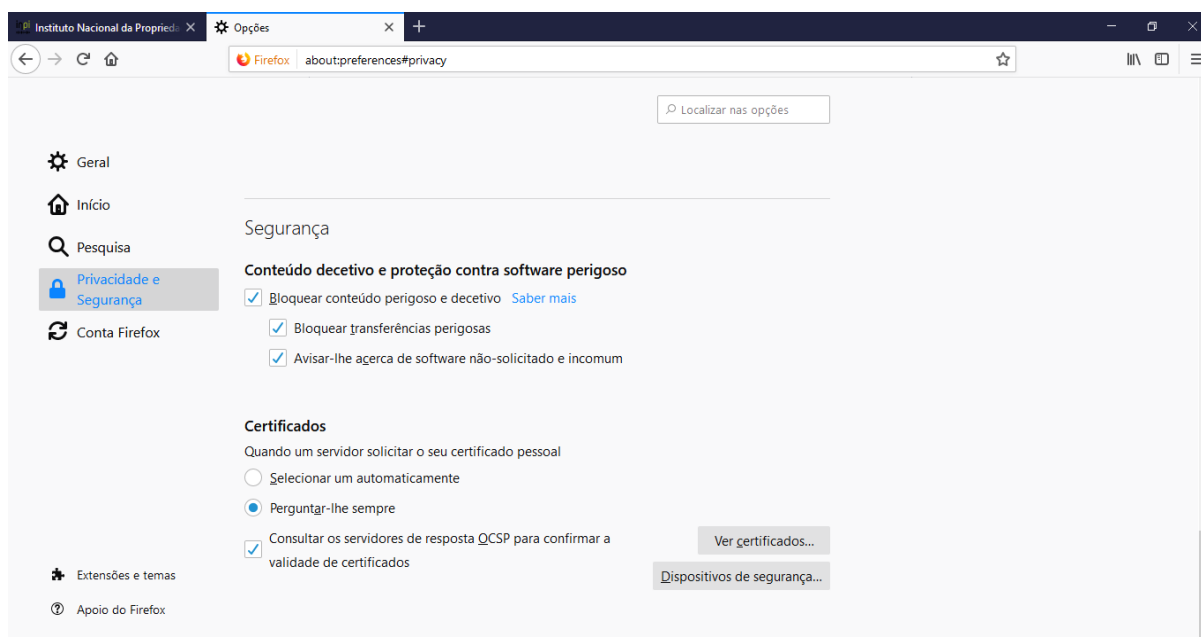 Instituto Nacional da Proprieda
Opções
Firefox
about:preferences#privacy
Localizar nas opções
Geral
Início
Pesquisa
Privacidade e
Segurança
Conta Firefox
Extensões e temas
Apoio do Firefox
Segurança
Conteúdo decetivo e proteção contra software perigoso
Bloquear conteúdo perigoso e decetivo Saber mais
Bloquear transferências perigosas
Avisar-lhe acerca de software não-solicitado e incomum
Certificados
Quando um servidor solicitar o seu certificado pessoal
Selecionar um automaticamente
Perguntar-lhe sempre
Consultar os servidores de resposta OCSP para confirmar a
validade de certificados
Ver certificados...
Dispositivos de segurança...